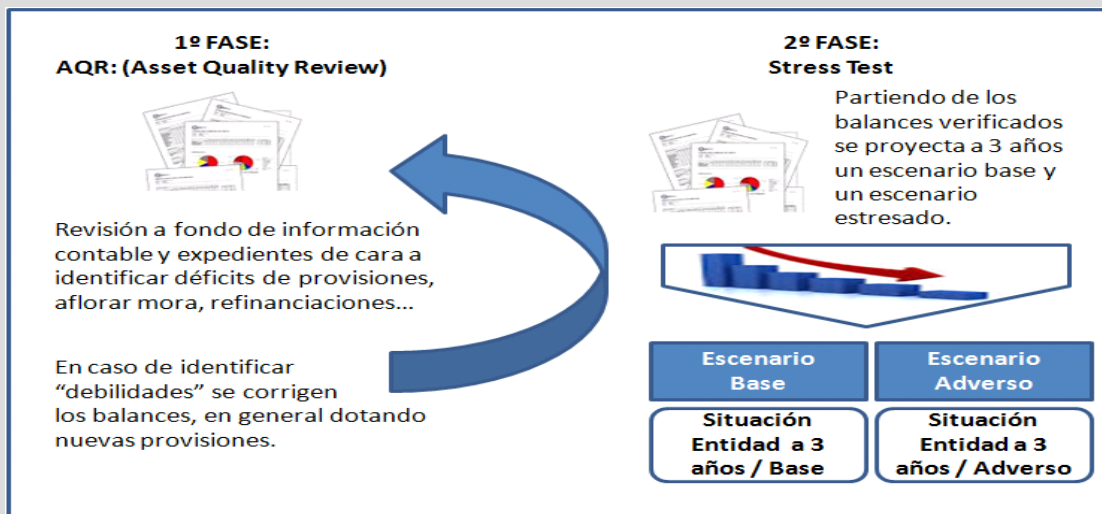 1º FASE:
AQR: (Asset Quality Review)
Revisión a fondo de información
contable y expedientes de cara a
identificar déficits de provisiones,
aflorar mora, refinanciaciones...
En caso de identificar
“debilidades” se corrigen
los balances, en general dotando
nuevas provisiones.
2º FASE:
Stress Test
Partiendo de los
balances verificados
se proyecta a 3 años
un escenario base y
un escenario
estresado.
Escenario
Base
Escenario
Adverso
Situación
Entidad a 3
años / Base
Situación
Entidad a 3
años / Adverso